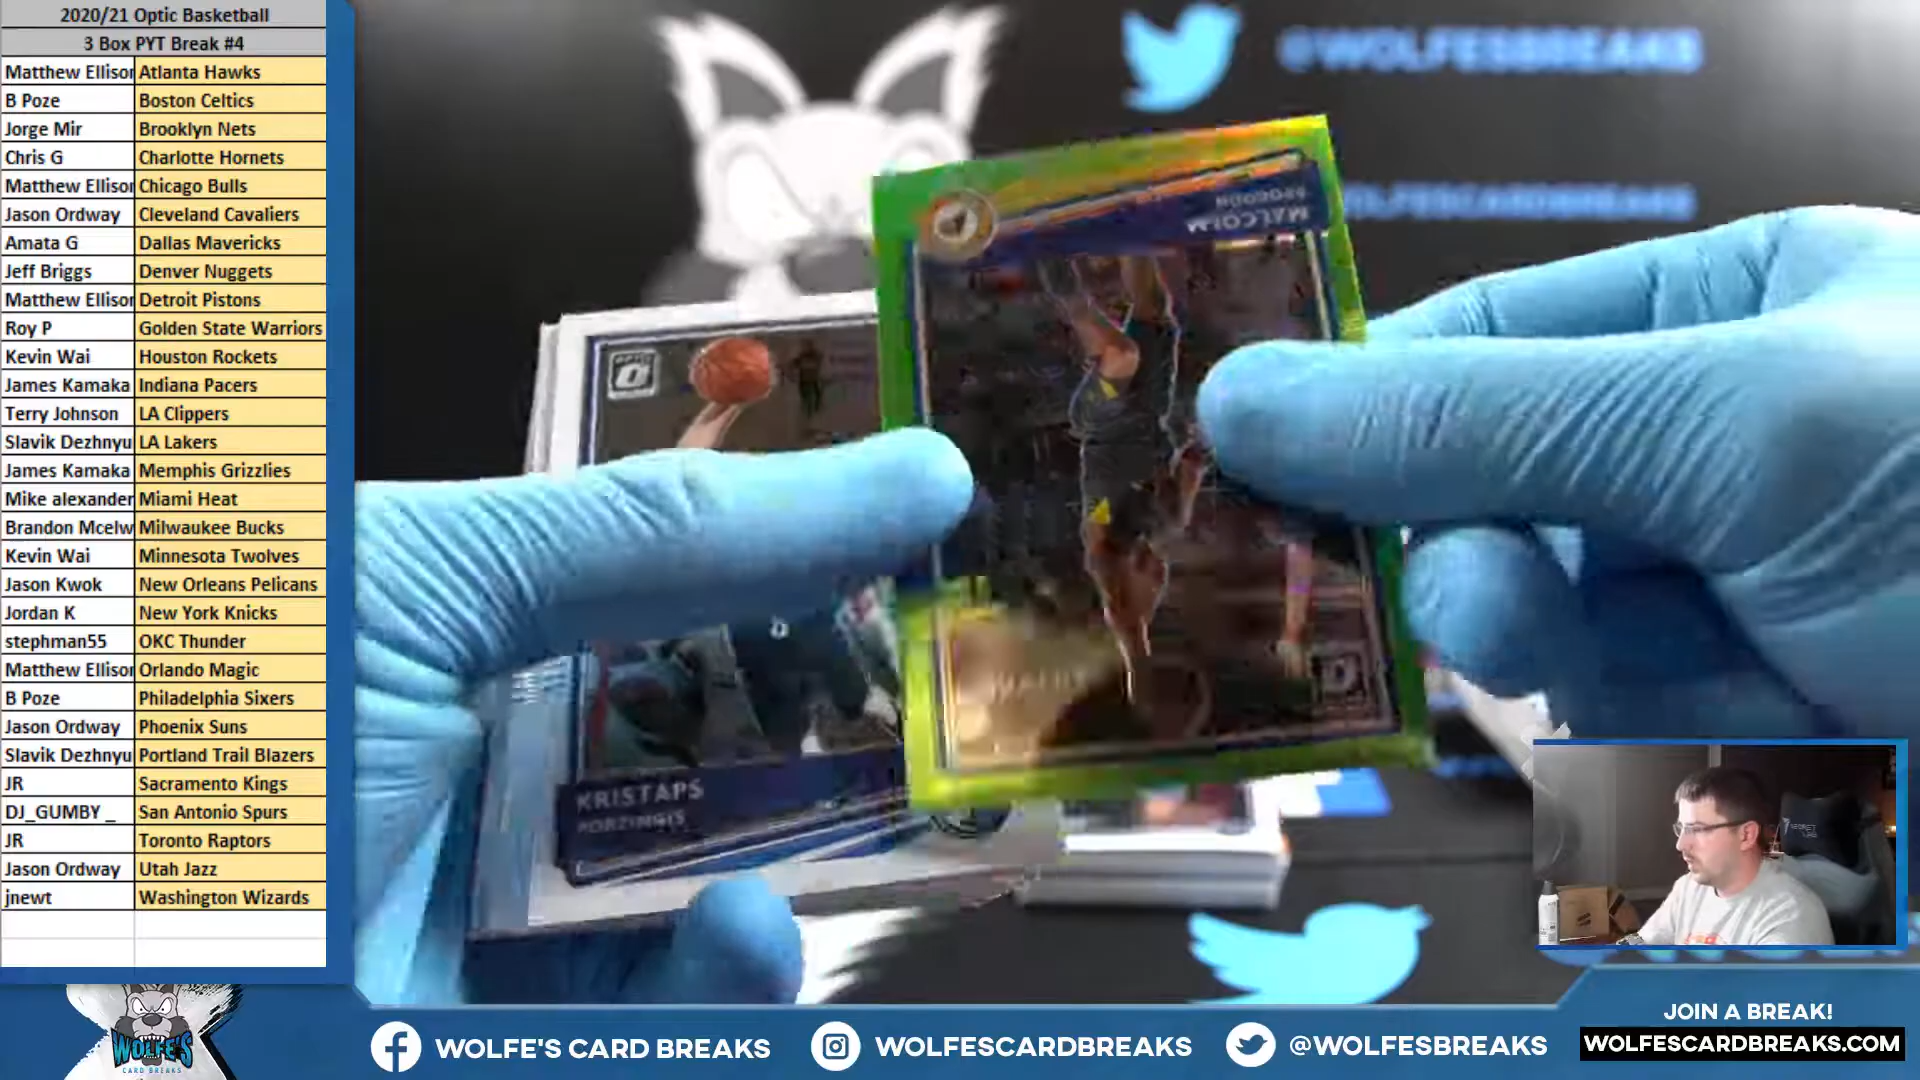 2020/21 Optic Basketball
3 Box PYT Break #4
Matthew Ellisor Atlanta Hawks
B Poze Boston Celtics
Jorge Mir Brooklyn Nets
Chris G Charlotte Hornets
Matthew Ellisor Chicago Bulls
Jason Ordway Cleveland Cavaliers
Amata G Dallas Mavericks
Jeff Briggs Denver Nuggets
Matthew Ellisor Detroit Pistons
Roy P Golden State Warriors
Kevin Wai Houston Rockets
James Kamaka Indiana Pacers
Terry Johnson LA Clippers
Slavik Dezhnyu LA Lakers
James Kamaka Memphis Grizzlies
Mike alexander Miami Heat
Brandon Mcelw Milwaukee Bucks
Kevin Wai Minnesota Twolves
Jason Kwok New Orleans Pelicans
Jordan K New York Knicks
stephman55 OKC Thunder
Matthew Ellisor Orlando Magic
B Poze Philadelphia Sixers
Jason Ordway Phoenix Suns
Slavik Dezhnyu Portland Trail Blazers
JR Sacramento Kings
DJ_GUMBY_ San Antonio Spurs
JR Toronto Raptors
Jason Ordway Utah Jazz
jnewt Washington Wizards
@WOLFESBREAKS
WOLFESCARDBREAKS
MALCOLM
BROGDON
OPTIC
KRISTAPS
PORZINGIS
WOLFE'S
CARD BREAKS
WOLFE'S CARD BREAKS
WOLFESCARDBREAKS
@WOLFESBREAKS
JOIN A BREAK!
WOLFESCARDBREAKS.COM